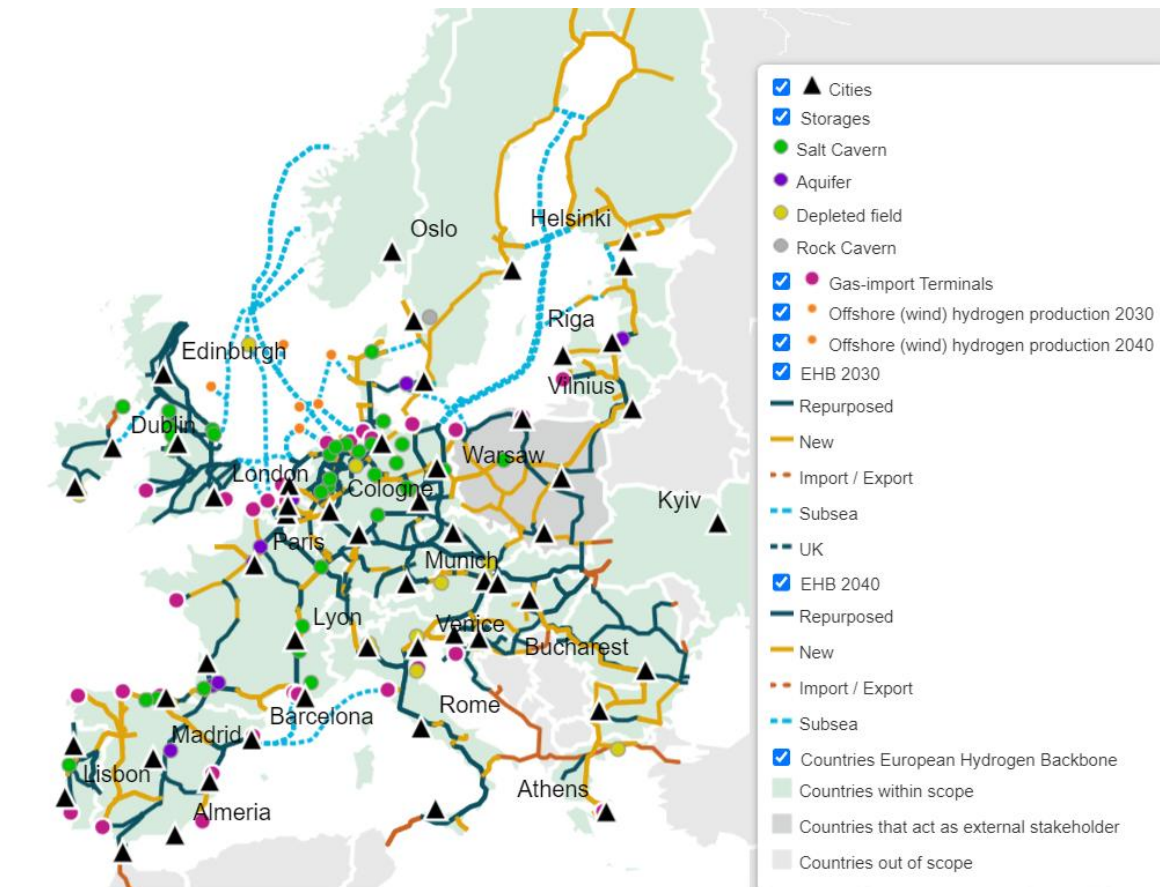 Oslo
Helsinki
Riga
Edinburgh
Vilnius
Dublin
Warsaw
London
Cologne
Kyiv
Paris
Munich
Lyon
Venice
Bucharest
Rome
Barcelona
Madrid
Lisbon
Athens
Almeria
Cities
Storages
Salt Cavern
Aquifer
Depleted field
Rock Cavern
Gas-import Terminals
Offshore (wind) hydrogen production 2030
Offshore (wind) hydrogen production 2040
EHB 2030
Repurposed
New
Import / Export
Subsea
UK
EHB 2040
Repurposed
New
Import / Export
Subsea
Countries European Hydrogen Backbone
Countries within scope
Countries that act as external stakeholder
Countries out of scope